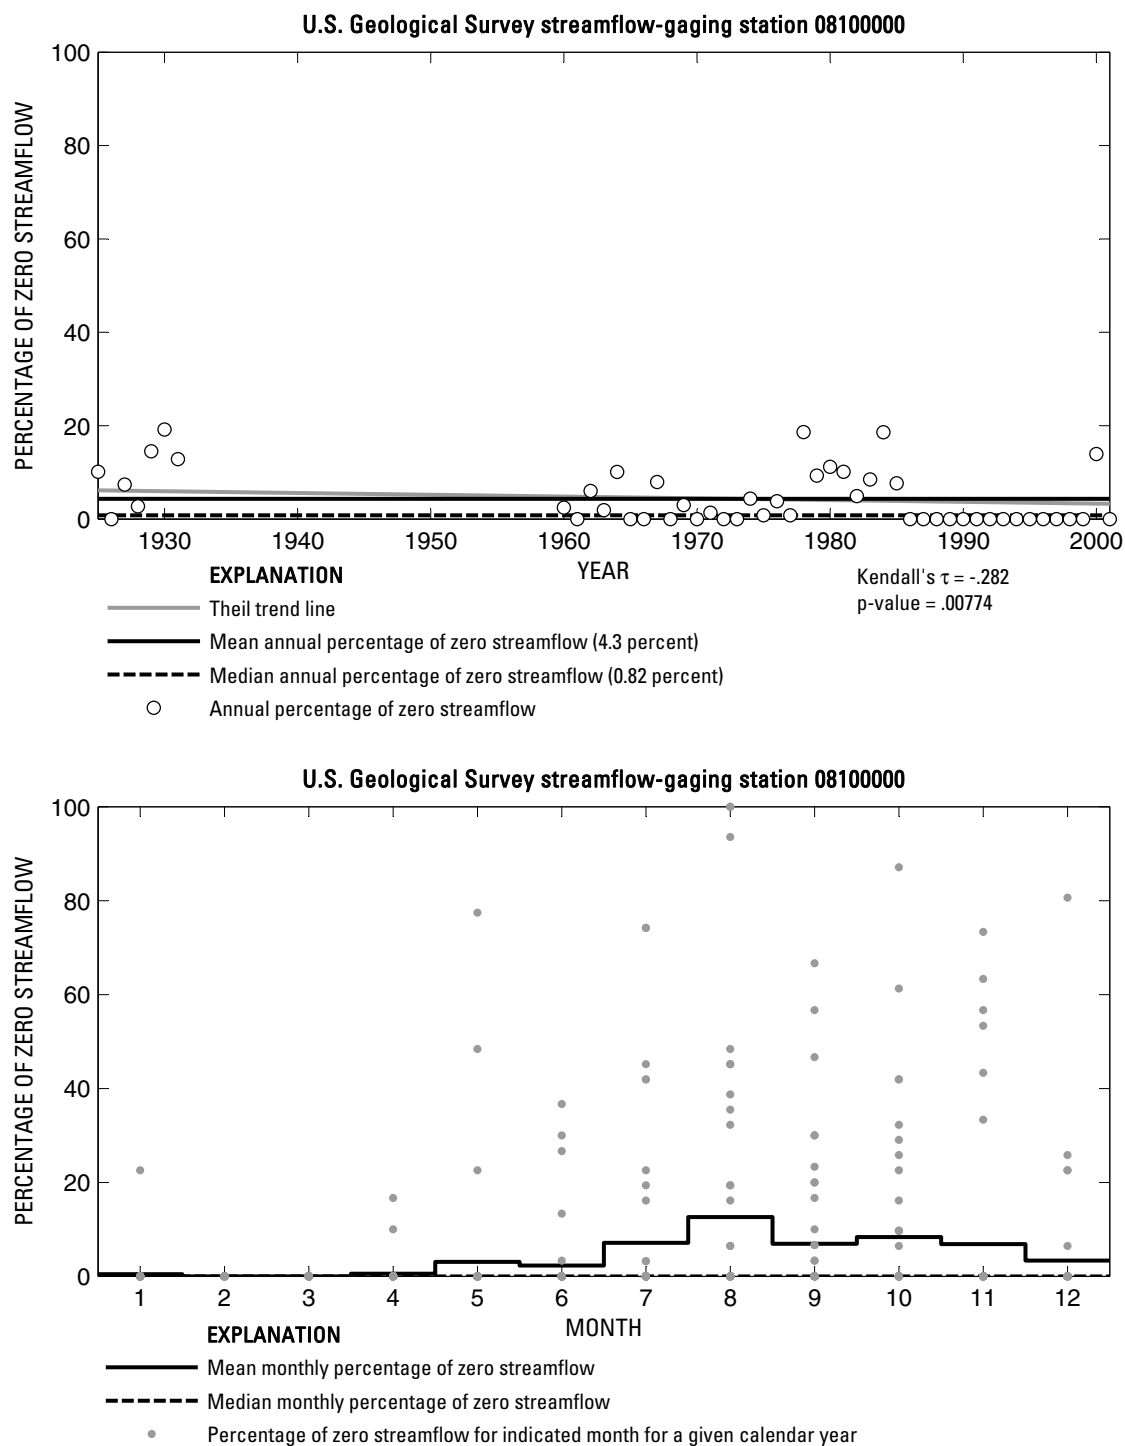 U.S. Geological Survey streamflow-gaging station 08100000
PERCENTAGE OF ZERO STREAMFLOW
100
80
60
40
20
0
1930 1940 1950 1960 1970 1980 1990 2000
YEAR
EXPLANATION
Theil trend line
Mean annual percentage of zero streamflow (4.3 percent)
Median annual percentage of zero streamflow (0.82 percent)
Annual percentage of zero streamflow
Kendall's τ = -.282
p-value = .00774
U.S. Geological Survey streamflow-gaging station 08100000
PERCENTAGE OF ZERO STREAMFLOW
100
80
60
40
20
0
1 2 3 4 5 6 7 8 9 10 11 12
MONTH
EXPLANATION
Mean monthly percentage of zero streamflow
Median monthly percentage of zero streamflow
Percentage of zero streamflow for indicated month for a given calendar year